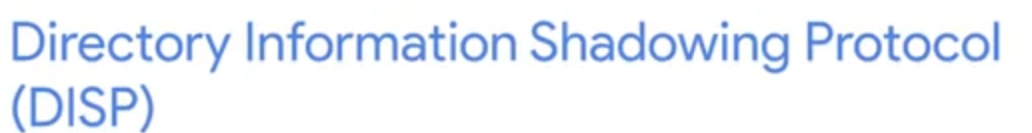 Directory Information Shadowing Protocol
(DISP)